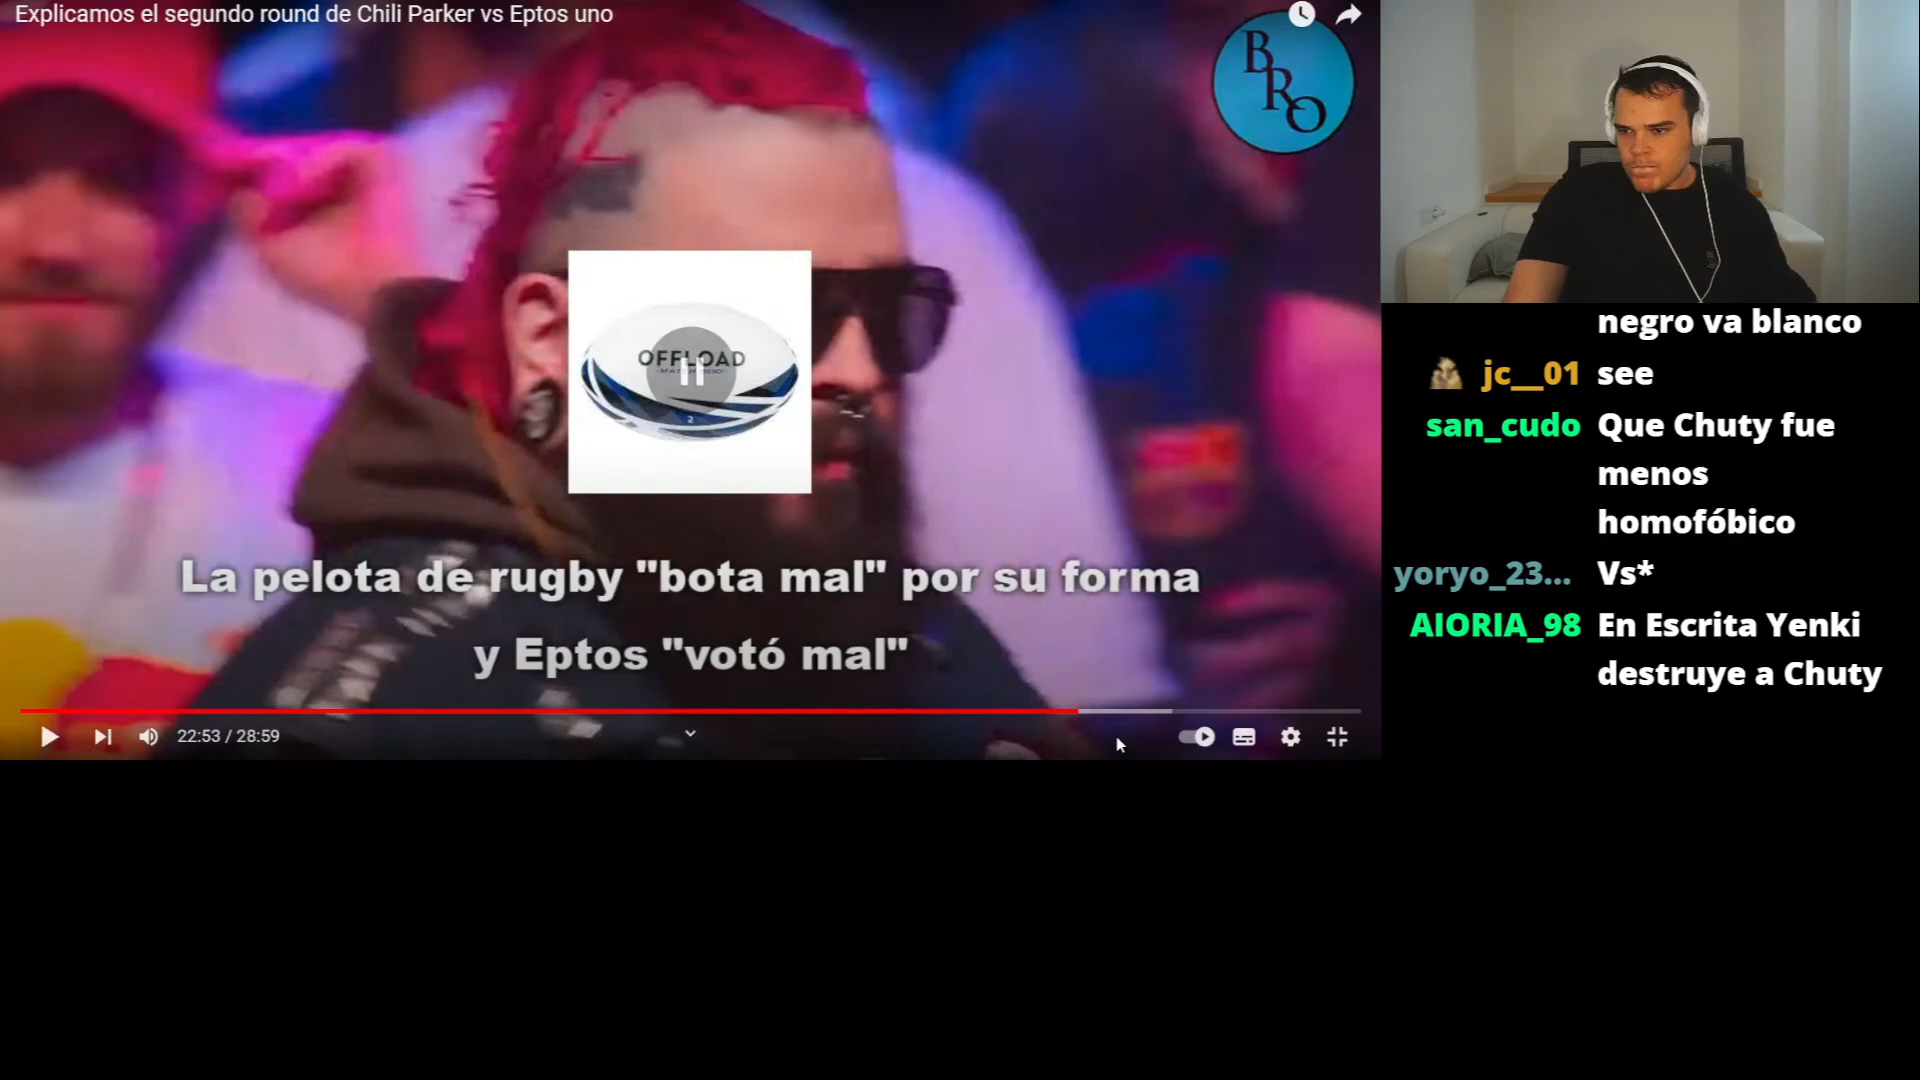 Explicamos el segundo round de Chili Parker vs Eptos uno
BRO
OFFLOAD
2
La pelota de rugby "bota mal" por su forma
y Eptos "votó mal"
22:53 / 28:59
negro va blanco
jc__01 see
san_cudo Que Chuty fue
menos
homofóbico
yoryo_23... Vs*
AIORIA_98 En Escrita Yenki
destruye a Chuty